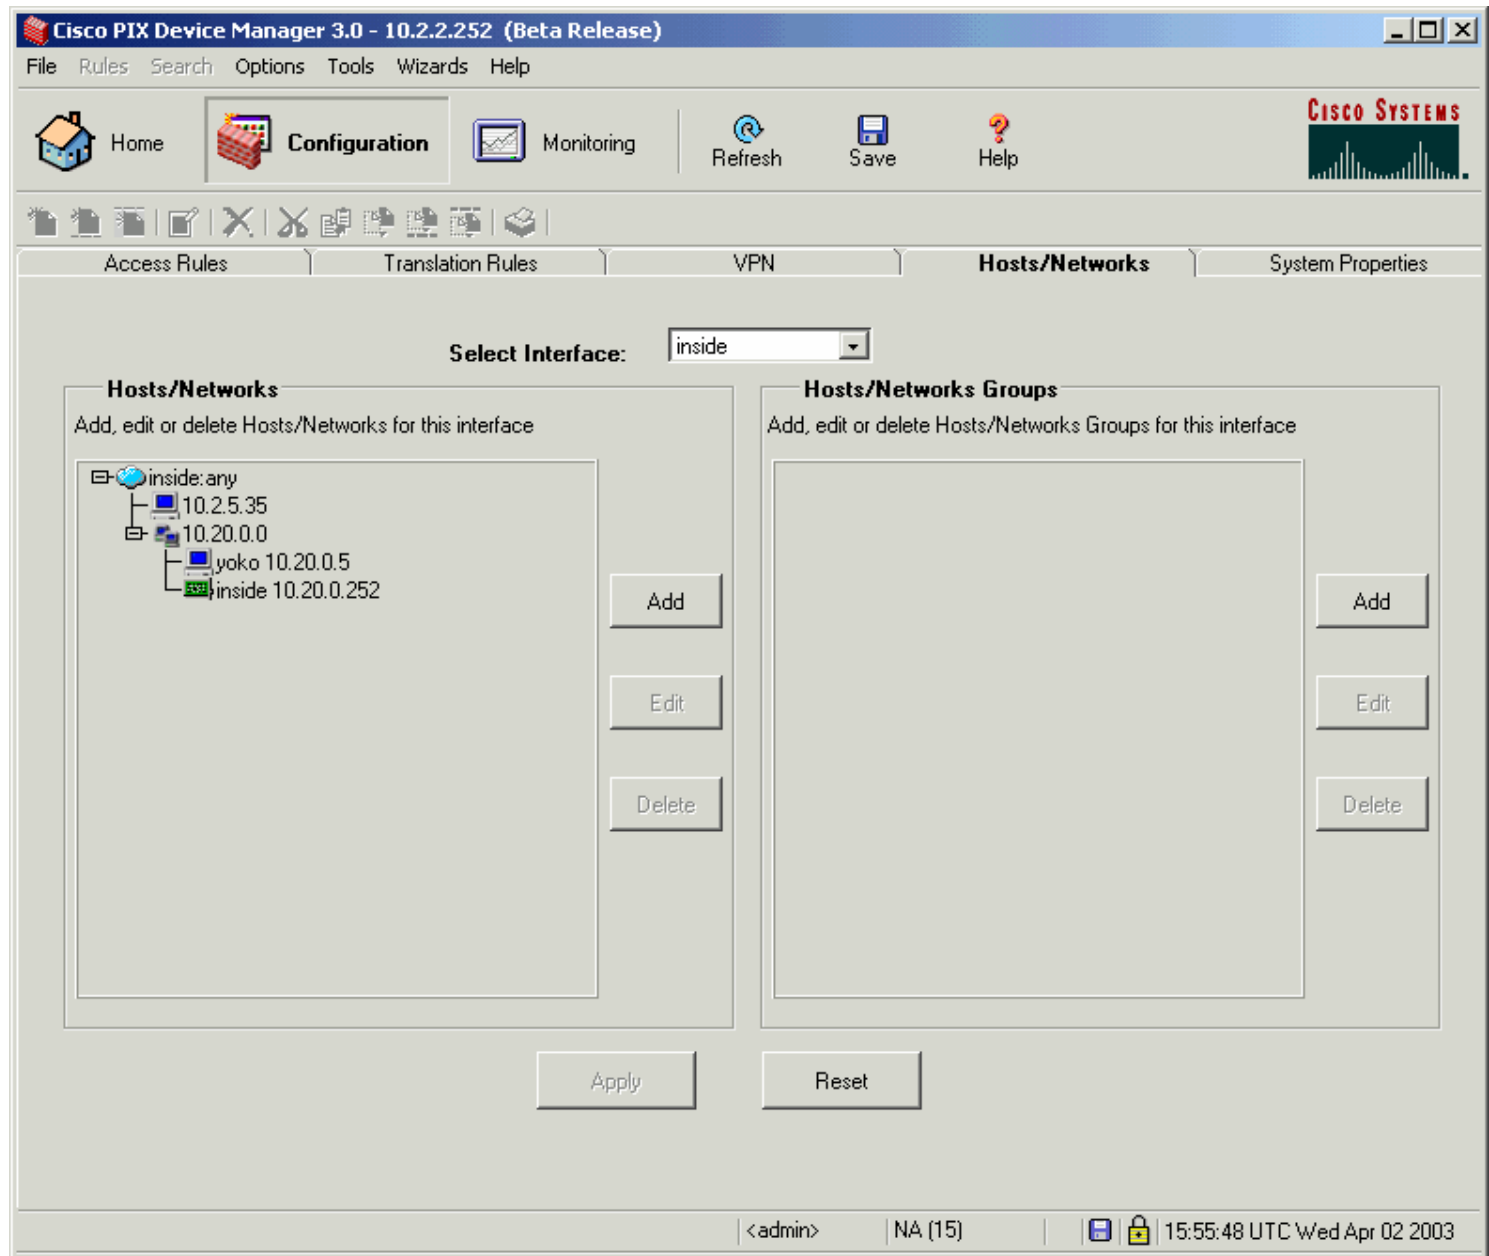 Cisco PIX Device Manager 3.0 - 10.2.2.252 (Beta Release)
File Rules Search Options Tools Wizards Help
Home Configuration Monitoring Refresh Save Help
CISCO SYSTEMS
Access Rules Translation Rules VPN Hosts/Networks System Properties
Select Interface: inside
Hosts/Networks
Add, edit or delete Hosts/Networks for this interface
inside:any
10.2.5.35
10.20.0.0
yoko 10.20.0.5
inside 10.20.0.252
Add
Edit
Delete
Hosts/Networks Groups
Add, edit or delete Hosts/Networks Groups for this interface
Add
Edit
Delete
Apply Reset
<admin> NA (15) 15:55:48 UTC Wed Apr 02 2003